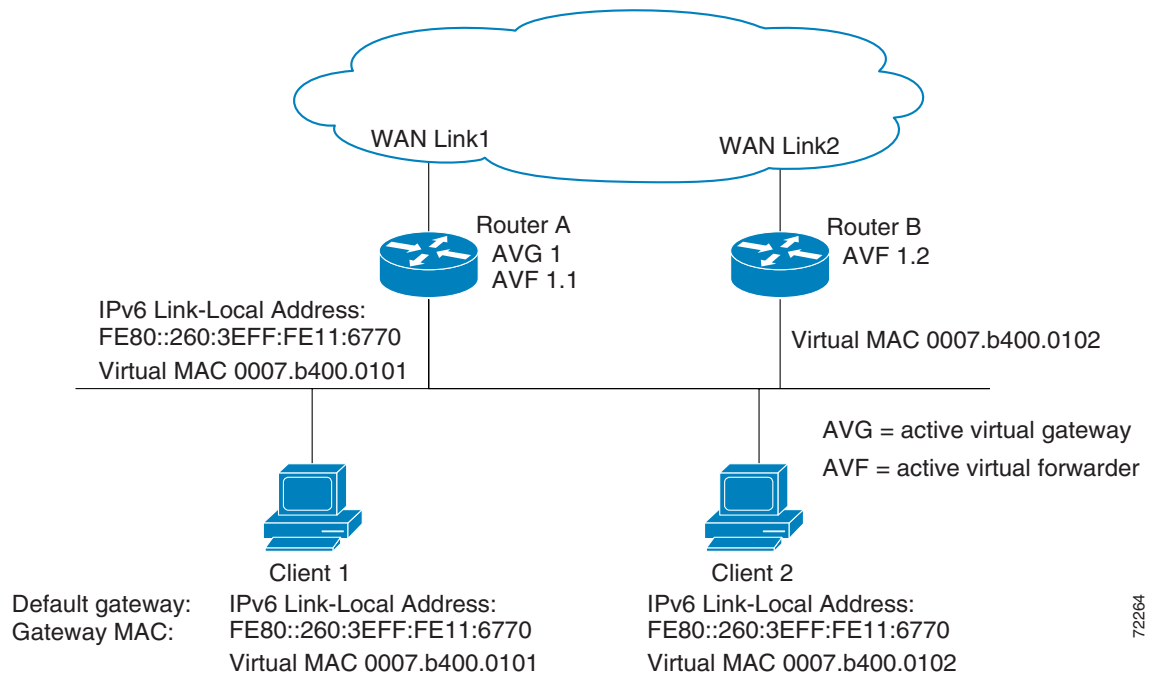 WAN Link1
WAN Link2
Router A
AVG 1
AVF 1.1
Router B
AVF 1.2
IPv6 Link-Local Address:
FE80::260:3EFF:FE11:6770
Virtual MAC 0007.b400.0101
Virtual MAC 0007.b400.0102
AVG = active virtual gateway
AVF = active virtual forwarder
Client 1
Client 2
Default gateway:
Gateway MAC:
IPv6 Link-Local Address:
FE80::260:3EFF:FE11:6770
Virtual MAC 0007.b400.0101
IPv6 Link-Local Address:
FE80::260:3EFF:FE11:6770
Virtual MAC 0007.b400.0102
72264